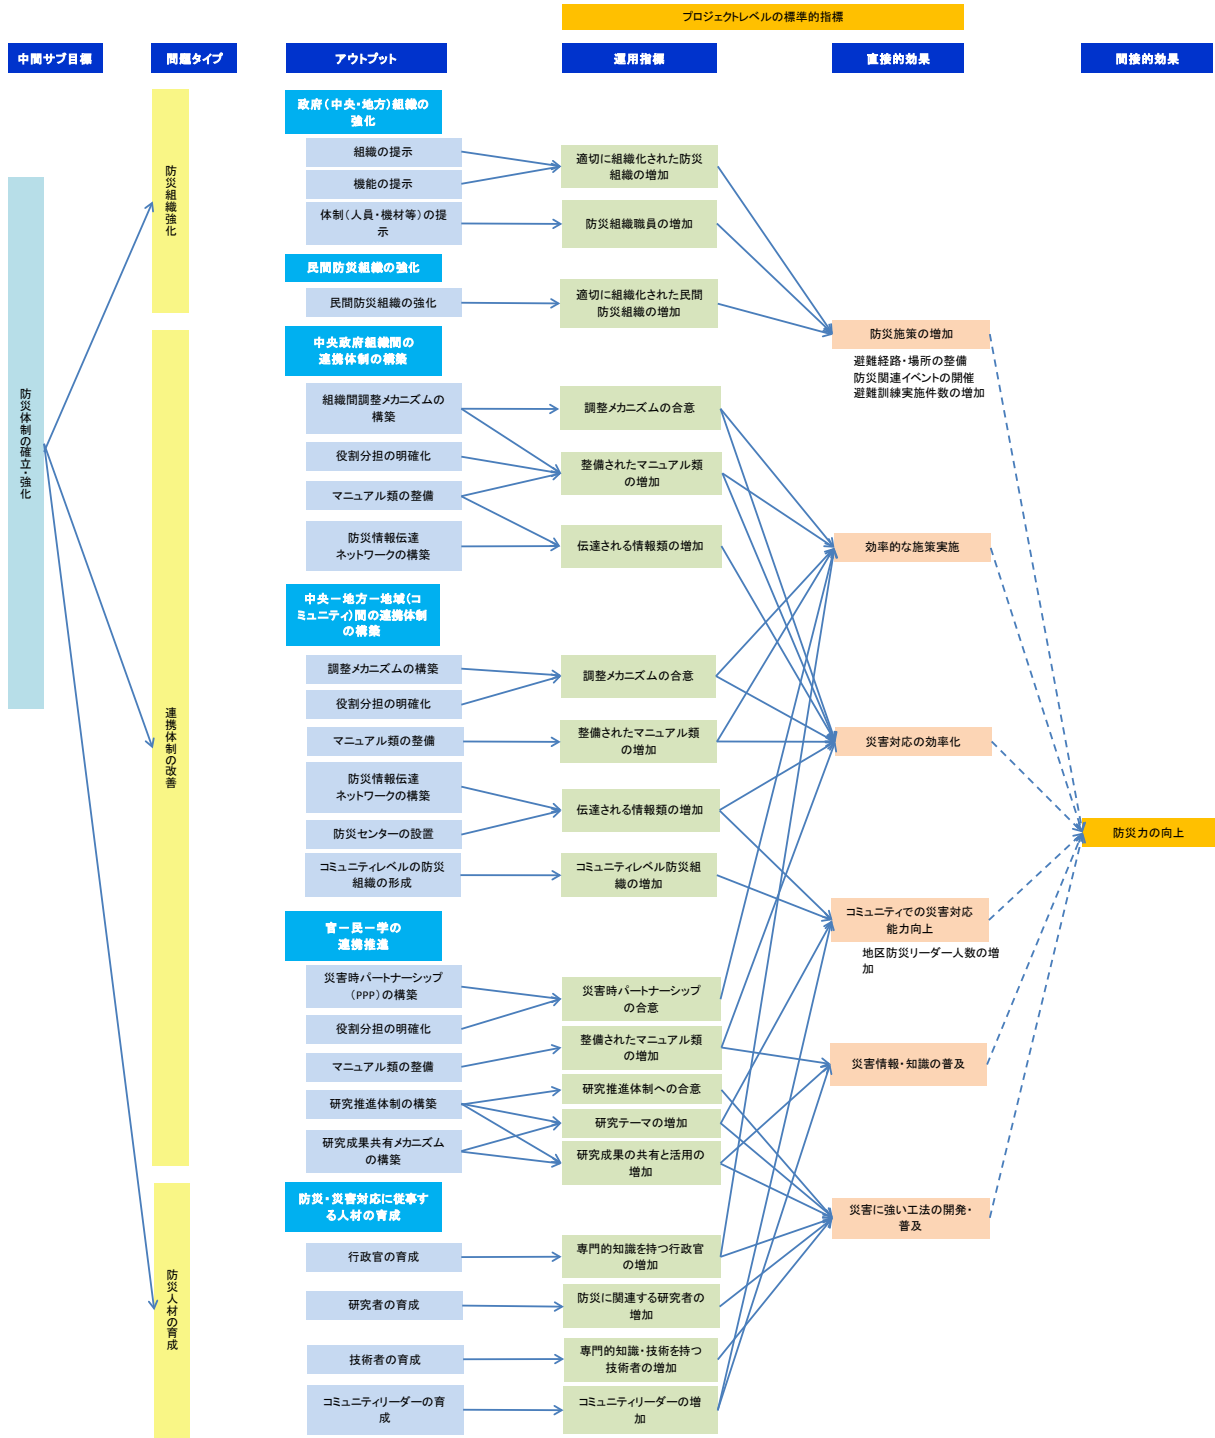 プロジェクトレベルの標準的指標
中間サブ目標
問題タイプ
アウトプット
運用指標
直接的効果
間接的効果
防災体制の確立・強化
防災組織強化
連携体制の改善
防災人材の育成
政府（中央・地方）組織の
強化
組織の提示
機能の提示
体制（人員・機材等）の提
示
民間防災組織の強化
民間防災組織の強化
中央政府組織間の
連携体制の構築
組織間調整メカニズムの
構築
役割分担の明確化
マニュアル類の整備
防災情報伝達
ネットワークの構築
中央－地方－地域（コ
ミュニティ）間の連携体制
の構築
調整メカニズムの構築
役割分担の明確化
マニュアル類の整備
防災情報伝達
ネットワークの構築
防災センターの設置
コミュニティレベルの防災
組織の形成
官－民－学の
連携推進
災害時パートナーシップ
（PPP）の構築
役割分担の明確化
マニュアル類の整備
研究推進体制の構築
研究成果共有メカニズム
の構築
防災・災害対応に従事す
る人材の育成
行政官の育成
研究者の育成
技術者の育成
コミュニティリーダーの育
成
適切に組織化された防災
組織の増加
防災組織職員の増加
適切に組織化された民間
防災組織の増加
調整メカニズムの合意
整備されたマニュアル類
の増加
伝達される情報類の増加
調整メカニズムの合意
整備されたマニュアル類
の増加
伝達される情報類の増加
コミュニティレベル防災組
織の増加
災害時パートナーシップ
の合意
整備されたマニュアル類
の増加
研究推進体制への合意
研究テーマの増加
研究成果の共有と活用の
増加
専門的知識を持つ行政官
の増加
防災に関連する研究者の
増加
専門的知識・技術を持つ
技術者の増加
コミュニティリーダーの増
加
防災施策の増加
避難経路・場所の整備
防災関連イベントの開催
避難訓練実施件数の増加
効率的な施策実施
災害対応の効率化
コミュニティでの災害対応
能力向上
地区防災リーダー人数の増
加
災害情報・知識の普及
災害に強い工法の開発・
普及
防災力の向上